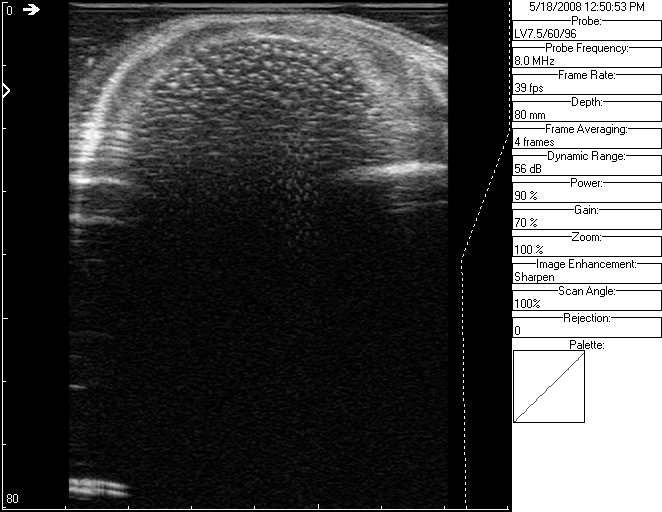 0
80
5/18/2008 12:50:53 PM
Probe:
LV7.5/60/96
Probe Frequency:
8.0 MHz
Frame Rate:
39 fps
Depth:
80 mm
Frame Averaging:
4 frames
Dynamic Range:
56 dB
Power:
90 %
Gain:
70 %
Zoom:
100 %
Image Enhancement:
Sharpen
Scan Angle:
100%
Rejection:
0
Palette: